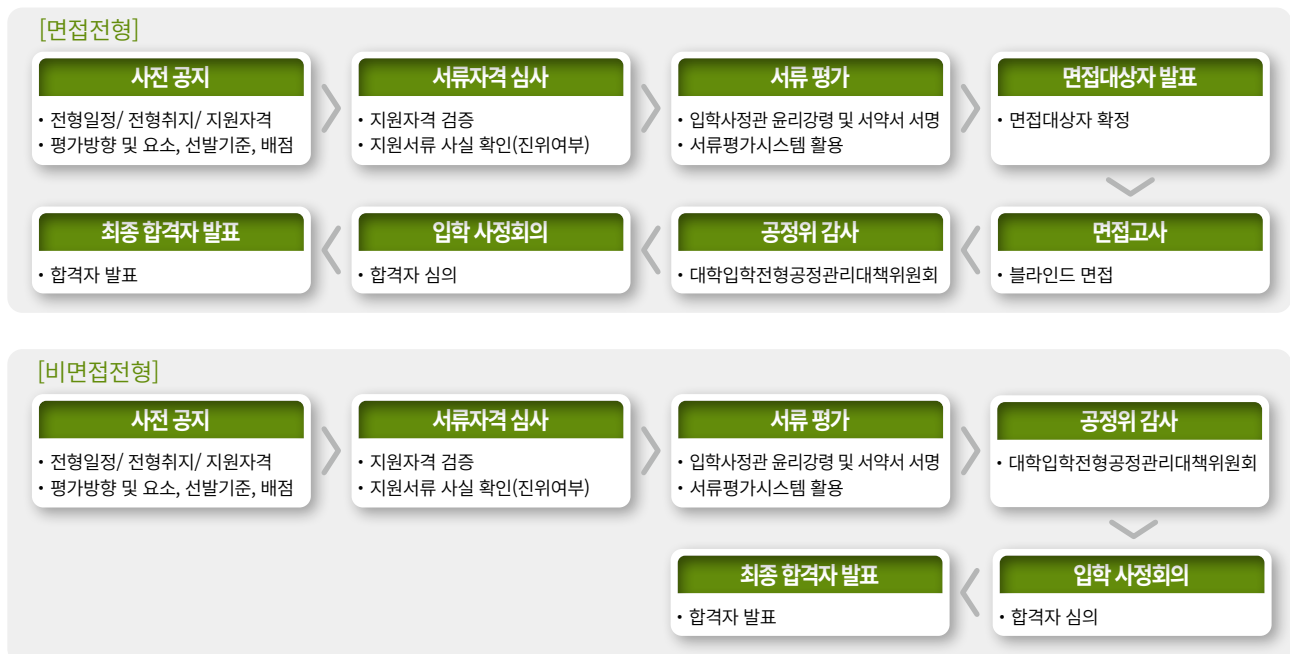 [면접전형]
사전 공지
• 전형일정/ 전형취지/ 지원자격
• 평가방향 및 요소, 선발기준, 배점
서류자격 심사
• 지원자격 검증
• 지원서류 사실 확인(진위여부)
서류 평가
• 입학사정관 윤리강령 및 서약서 서명
• 서류평가시스템 활용
면접대상자 발표
• 면접대상자 확정
면접고사
• 블라인드 면접
공정위 감사
• 대학입학전형공정관리대책위원회
입학 사정회의
• 합격자 심의
최종 합격자 발표
• 합격자 발표
[비면접전형]
사전 공지
• 전형일정/ 전형취지/ 지원자격
• 평가방향 및 요소, 선발기준, 배점
서류자격 심사
• 지원자격 검증
• 지원서류 사실 확인(진위여부)
서류 평가
• 입학사정관 윤리강령 및 서약서 서명
• 서류평가시스템 활용
공정위 감사
• 대학입학전형공정관리대책위원회
입학 사정회의
• 합격자 심의
최종 합격자 발표
• 합격자 발표